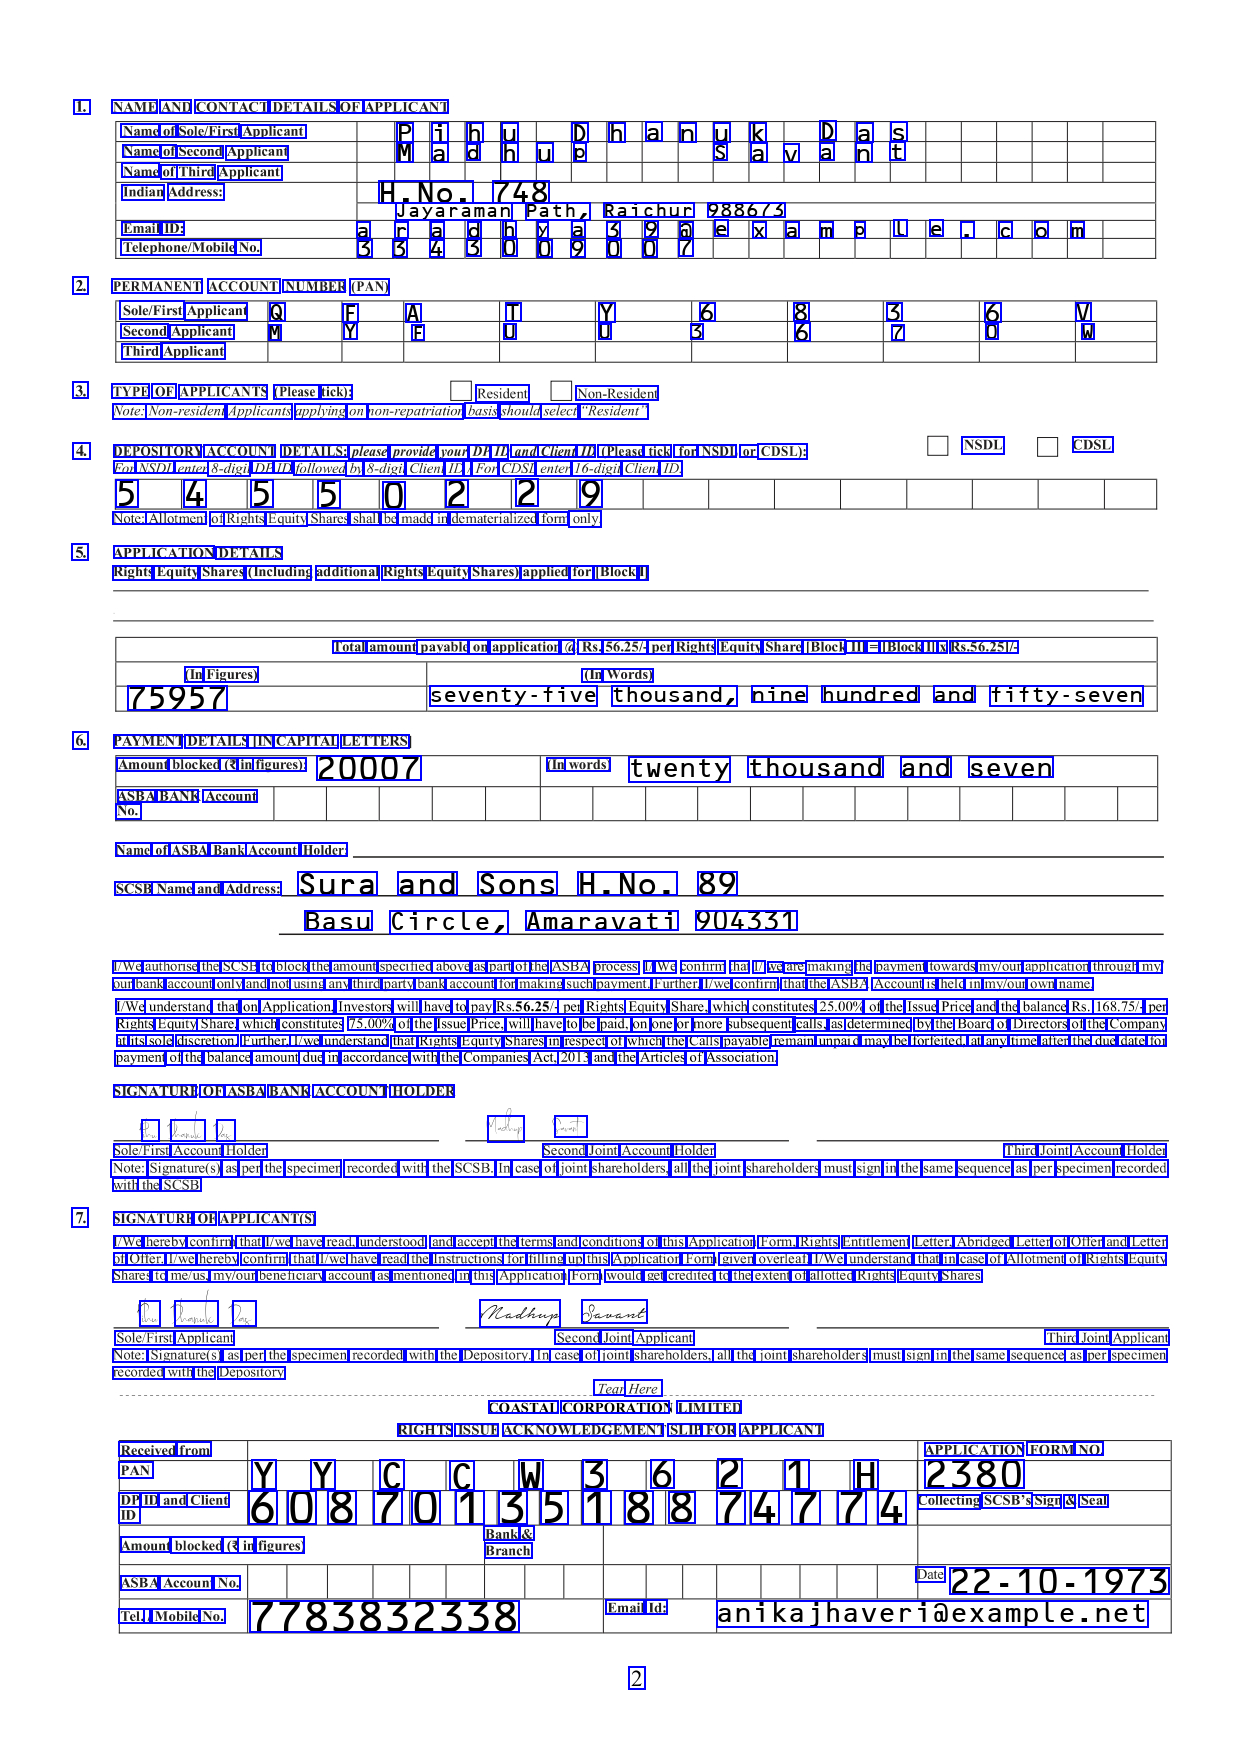 1. NAME AND CONTACT DETAILS OF APPLICANT
Name of Sole/First Applicant Pihu Dhanuk Das
Name of Second Applicant Madhup Savant
Name of Third Applicant
Indian Address: H.No. 748
Jayaraman Path, Raichur 988673
Email ID: aradhya39@example.com
Telephone/Mobile No. 3343009007
2. PERMANENT ACCOUNT NUMBER (PAN)
Sole/First Applicant Q F A T Y 6 8 3 6 V
Second Applicant M Y F U U 3 6 7 0 W
Third Applicant
3. TYPE OF APPLICANTS (Please tick): Resident Non-Resident
Note: Non-resident Applicants applying on non-repatriation basis should select "Resident"
4. DEPOSITORY ACCOUNT DETAILS: please provide your DP ID and Client ID (Please tick for NSDL or CDSL): NSDL CDSL
For NSDL enter 8-digit DP ID followed by 8-digit Client ID / For CDSL enter 16-digit Client ID.
5 4 5 5 0 2 2 9
Note: Allotment of Rights Equity Shares shall be made in dematerialized form only.
5. APPLICATION DETAILS
Rights Equity Shares (Including additional Rights Equity Shares) applied for [Block I]
Total amount payable on application @ Rs. 56.25/- per Rights Equity Share [Block II] = [Block I] x Rs.56.25]/-
(In Figures) (In Words)
75957 seventy-five thousand, nine hundred and fifty-seven
6. PAYMENT DETAILS [IN CAPITAL LETTERS]
Amount blocked (₹ in figures): 20007 (In words) twenty thousand and seven
ASBA BANK Account No.
Name of ASBA Bank Account Holder:
SCSB Name and Address: Sura and Sons H.No. 89
Basu Circle, Amaravati 904331
I/We authorise the SCSB to block the amount specified above as part of the ASBA process. I/We confirm that I/ we are making the payment towards my/our application through my/
our bank account only and not using any third party bank account for making such payment. Further, I/we confirm that the ASBA Account is held in my/our own name.
I/We understand that on Application, Investors will have to pay Rs.56.25/- per Rights Equity Share, which constitutes 25.00% of the Issue Price and the balance Rs. 168.75/- per
Rights Equity Share, which constitutes 75.00% of the Issue Price, will have to be paid, on one or more subsequent calls, as determined by the Board of Directors of the Company
at its sole discretion. Further, I/we understand that Rights Equity Shares in respect of which the Calls payable remain unpaid may be forfeited, at any time after the due date for
payment of the balance amount due in accordance with the Companies Act, 2013 and the Articles of Association.
SIGNATURE OF ASBA BANK ACCOUNT HOLDER
Pihu Dhanuk Das Madhup Savant
Sole/First Account Holder Second Joint Account Holder Third Joint Account Holder
Note: Signature(s) as per the specimen recorded with the SCSB. In case of joint shareholders, all the joint shareholders must sign in the same sequence as per specimen recorded
with the SCSB
7. SIGNATURE OF APPLICANT(S)
I/We hereby confirm that I/we have read, understood, and accept the terms and conditions of this Application Form, Rights Entitlement Letter, Abridged Letter of Offer and Letter
of Offer. I/we hereby confirm that I/we have read the Instructions for filling up this Application Form given overleaf. I/We understand that in case of Allotment of Rights Equity
Shares to me/us, my/our beneficiary account as mentioned in this Application Form would get credited to the extent of allotted Rights Equity Shares
Pihu Dhanuk Das Madhup Savant
Sole/First Applicant Second Joint Applicant Third Joint Applicant
Note: Signature(s) as per the specimen recorded with the Depository. In case of joint shareholders, all the joint shareholders must sign in the same sequence as per specimen
recorded with the Depository
Tear Here
COASTAL CORPORATION LIMITED
RIGHTS ISSUE ACKNOWLEDGEMENT SLIP FOR APPLICANT
Received from APPLICATION FORM NO.
PAN Y Y C C W 3 6 2 1 H 2380
DP ID and Client ID 6087013518874774 Collecting SCSB's Sign & Seal
Amount blocked (₹ in figures) Bank & Branch
ASBA Account No. Date 22-10-1973
Tel., Mobile No. 7783832338 Email Id: anikajhaveri@example.net
2